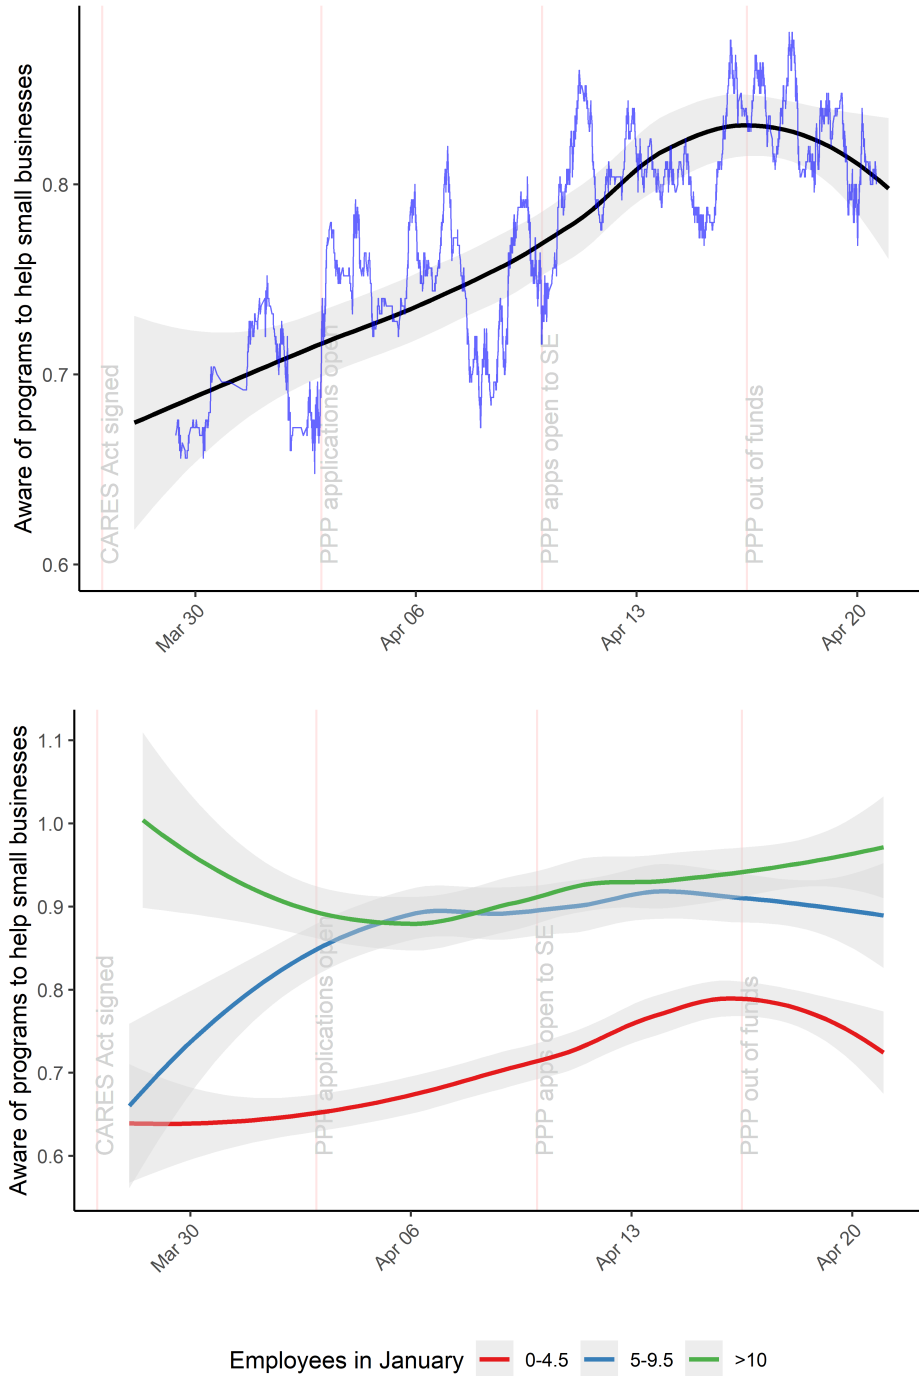 Aware of programs to help small businesses
0.8
0.7
0.6
CARES Act signed
PPP applications open
PPP apps open to SE
PPP out of funds
Mar 30
Apr 06
Apr 13
Apr 20
Aware of programs to help small businesses
1.1
1.0
0.9
0.8
0.7
0.6
CARES Act signed
PPP applications open
PPP apps open to SE
PPP out of funds
Mar 30
Apr 06
Apr 13
Apr 20
Employees in January 0-4.5 5-9.5 >10